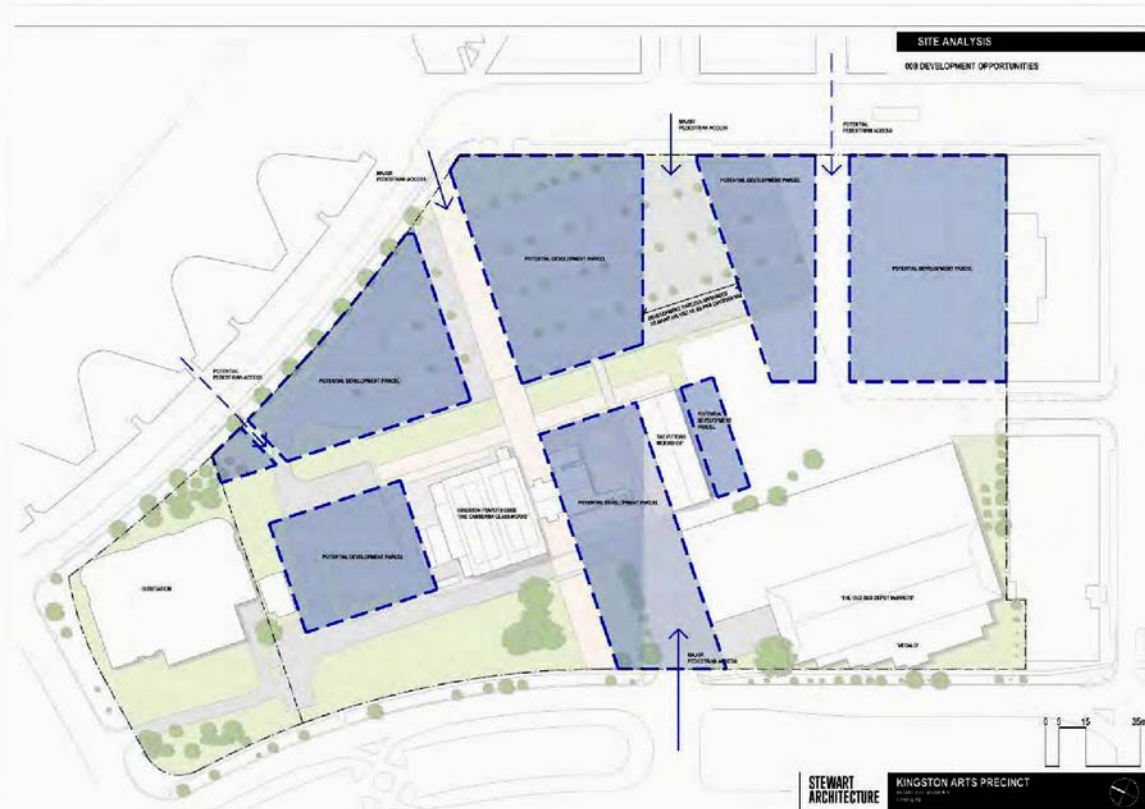 SITE ANALYSIS
009 DEVELOPMENT OPPORTUNITIES
MAJOR
PEDESTRIAN ACCESS
POTENTIAL
PEDESTRIAN ACCESS
MAJOR
PEDESTRIAN ACCESS
POTENTIAL DEVELOPMENT PARCEL
POTENTIAL DEVELOPMENT PARCEL
POTENTIAL DEVELOPMENT PARCEL
DEVELOPMENT PARCELS
POTENTIAL
PEDESTRIAN ACCESS
POTENTIAL DEVELOPMENT PARCEL
POTENTIAL
DEVELOPMENT
PARCEL
THE FITTERS
WORKSHOP
POTENTIAL DEVELOPMENT PARCEL
KINGSTON POWERHOUSE
THE CANBERRA GLASSWORKS
POTENTIAL DEVELOPMENT PARCEL
SUBSTATION
'THE OLD BUS DEPOT MARKETS'
'MEGALO'
MAJOR
PEDESTRIAN ACCESS
0 5 15 35m
STEWART
ARCHITECTURE
KINGSTON ARTS PRECINCT